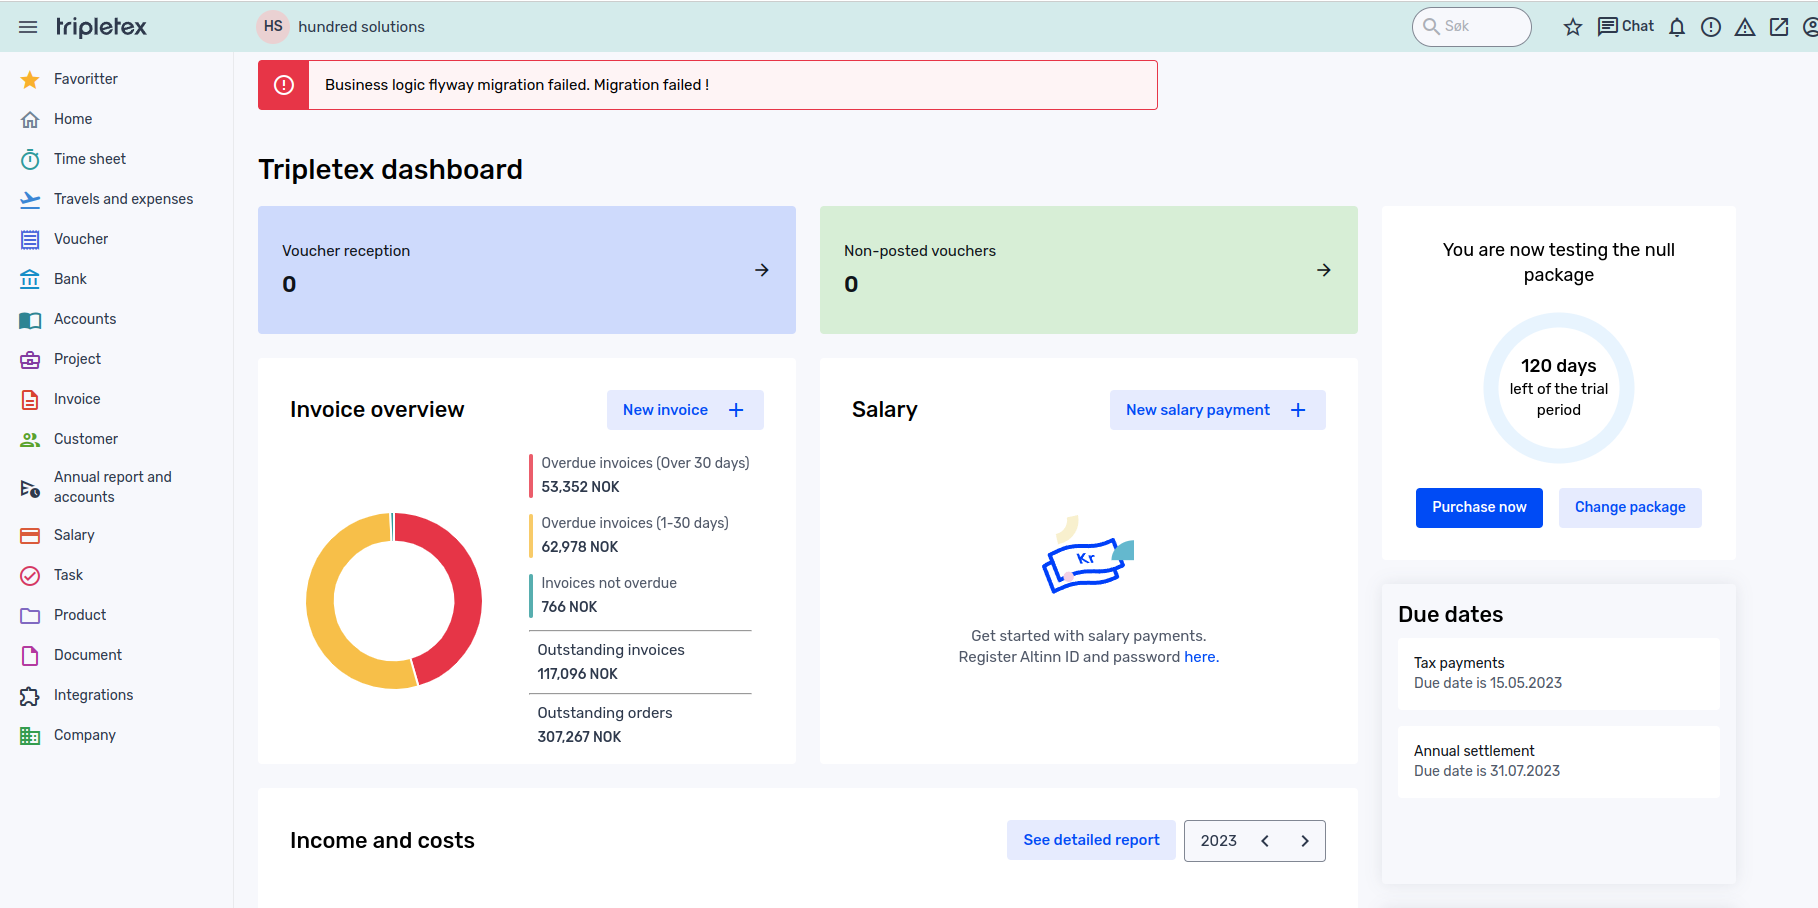 tripletex
HS
hundred solutions
Søk
Chat
Favoritter
Home
Time sheet
Travels and expenses
Voucher
Bank
Accounts
Project
Invoice
Customer
Annual report and
accounts
Salary
Task
Product
Document
Integrations
Company
Business logic flyway migration failed. Migration failed !
Tripletex dashboard
Voucher reception
0
Non-posted vouchers
0
Invoice overview
New invoice
Overdue invoices (Over 30 days)
53,352 NOK
Overdue invoices (1-30 days)
62,978 NOK
Invoices not overdue
766 NOK
Outstanding invoices
117,096 NOK
Outstanding orders
307,267 NOK
Salary
New salary payment
Kr
Get started with salary payments.
Register Altinn ID and password here.
Income and costs
See detailed report
2023
You are now testing the null
package
120 days
left of the trial
period
Purchase now
Change package
Due dates
Tax payments
Due date is 15.05.2023
Annual settlement
Due date is 31.07.2023